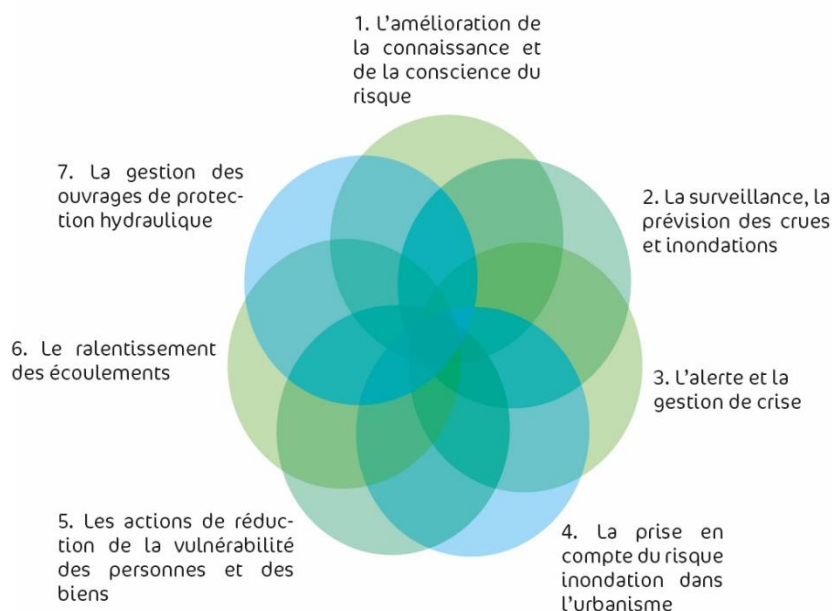 1. L’amélioration de
la connaissance et
de la conscience du
risque
2. La surveillance, la
prévision des crues
et inondations
3. L’alerte et la
gestion de crise
4. La prise en
compte du risque
inondation dans
l’urbanisme
5. Les actions de réduc-
tion de la vulnérabilité
des personnes et des
biens
6. Le ralentissement
des écoulements
7. La gestion des
ouvrages de protec-
tion hydraulique